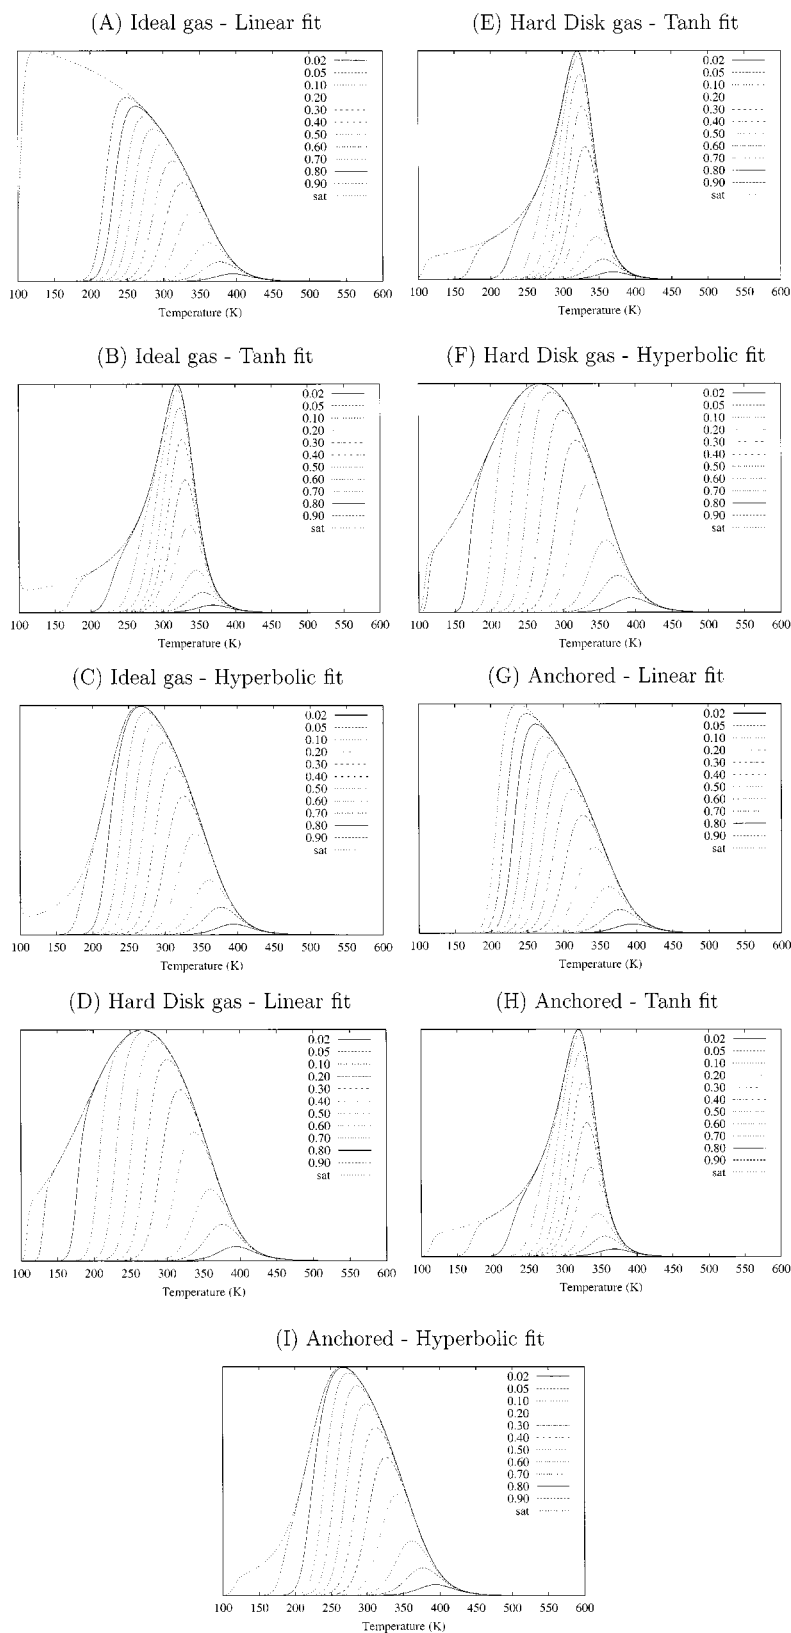 (A) Ideal gas - Linear fit
0.02
0.05
0.10
0.20
0.30
0.40
0.50
0.60
0.70
0.80
0.90
sat
100 150 200 250 300 350 400 450 500 550 600
Temperature (K)
(B) Ideal gas - Tanh fit
0.02
0.05
0.10
0.20
0.30
0.40
0.50
0.60
0.70
0.80
0.90
sat
100 150 200 250 300 350 400 450 500 550 600
Temperature (K)
(C) Ideal gas - Hyperbolic fit
0.02
0.05
0.10
0.20
0.30
0.40
0.50
0.60
0.70
0.80
0.90
sat
100 150 200 250 300 350 400 450 500 550 600
Temperature (K)
(D) Hard Disk gas - Linear fit
0.02
0.05
0.10
0.20
0.30
0.40
0.50
0.60
0.70
0.80
0.90
sat
100 150 200 250 300 350 400 450 500 550 600
Temperature (K)
(E) Hard Disk gas - Tanh fit
0.02
0.05
0.10
0.20
0.30
0.40
0.50
0.60
0.70
0.80
0.90
sat
100 150 200 250 300 350 400 450 500 550 600
Temperature (K)
(F) Hard Disk gas - Hyperbolic fit
0.02
0.05
0.10
0.20
0.30
0.40
0.50
0.60
0.70
0.80
0.90
sat
100 150 200 250 300 350 400 450 500 550 600
Temperature (K)
(G) Anchored - Linear fit
0.02
0.05
0.10
0.20
0.30
0.40
0.50
0.60
0.70
0.80
0.90
sat
100 150 200 250 300 350 400 450 500 550 600
Temperature (K)
(H) Anchored - Tanh fit
0.02
0.05
0.10
0.20
0.30
0.40
0.50
0.60
0.70
0.80
0.90
sat
100 150 200 250 300 350 400 450 500 550 600
Temperature (K)
(I) Anchored - Hyperbolic fit
0.02
0.05
0.10
0.20
0.30
0.40
0.50
0.60
0.70
0.80
0.90
sat
100 150 200 250 300 350 400 450 500 550 600
Temperature (K)